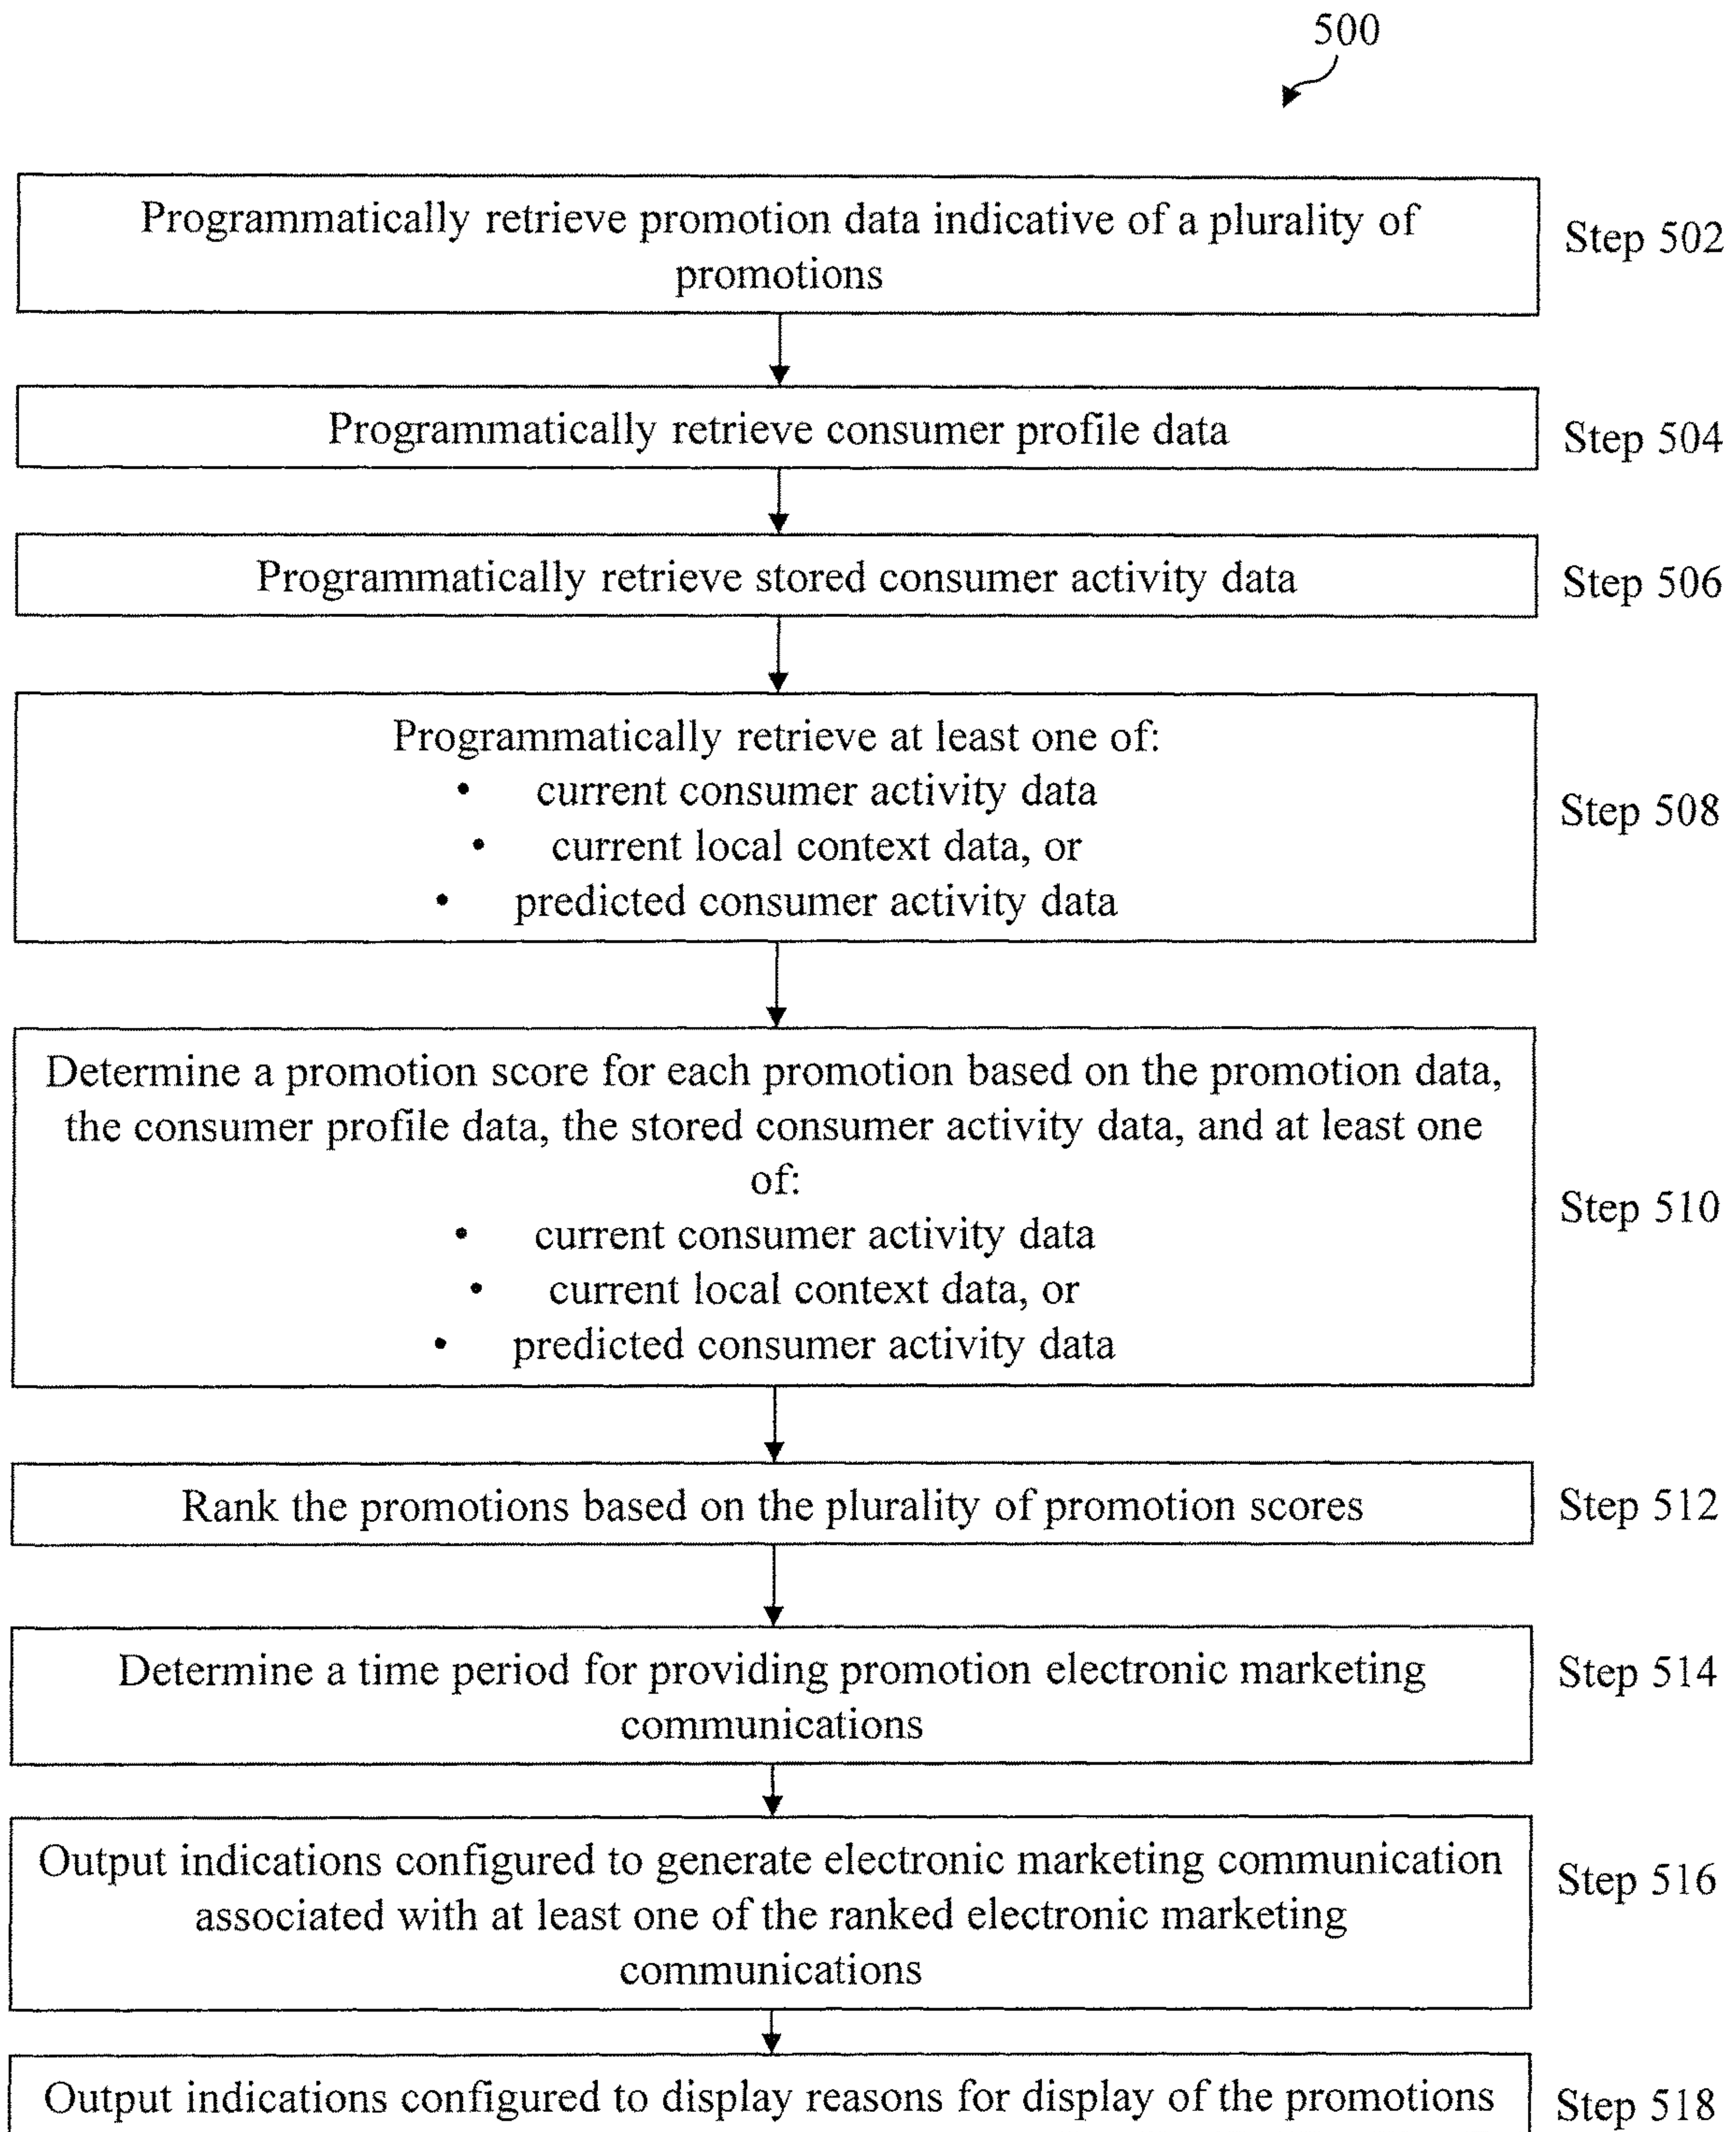 500
Programmatically retrieve promotion data indicative of a plurality of
promotions
Step 502
Programmatically retrieve consumer profile data
Step 504
Programmatically retrieve stored consumer activity data
Step 506
Programmatically retrieve at least one of:
• current consumer activity data
• current local context data, or
• predicted consumer activity data
Step 508
Determine a promotion score for each promotion based on the promotion data,
the consumer profile data, the stored consumer activity data, and at least one
of:
• current consumer activity data
• current local context data, or
• predicted consumer activity data
Step 510
Rank the promotions based on the plurality of promotion scores
Step 512
Determine a time period for providing promotion electronic marketing
communications
Step 514
Output indications configured to generate electronic marketing communication
associated with at least one of the ranked electronic marketing
communications
Step 516
Output indications configured to display reasons for display of the promotions
Step 518